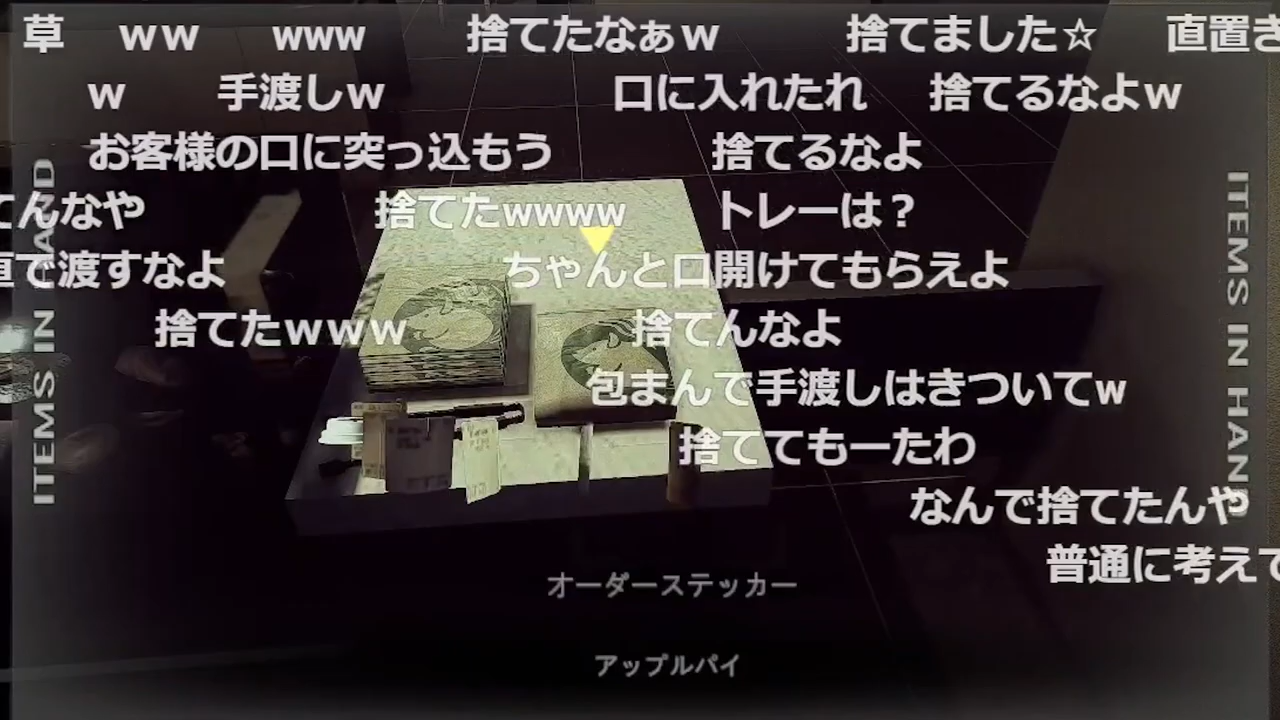 草 ww www 捨てたなぁw 捨てました☆ 直置き
w 手渡しw 口に入れたれ 捨てるなよw
お客様の口に突っ込もう 捨てるなよ
てんなや 捨てたwwww トレーは？
直で渡すなよ ちゃんと口開けてもらえよ
捨てたｗｗｗ 捨てんなよ
包まんで手渡しはきついてw
捨ててもーたわ
なんで捨てたんや
普通に考えて
ITEMS IN HAND
ITEMS IN HAND
オーダーステッカー
アップルパイ